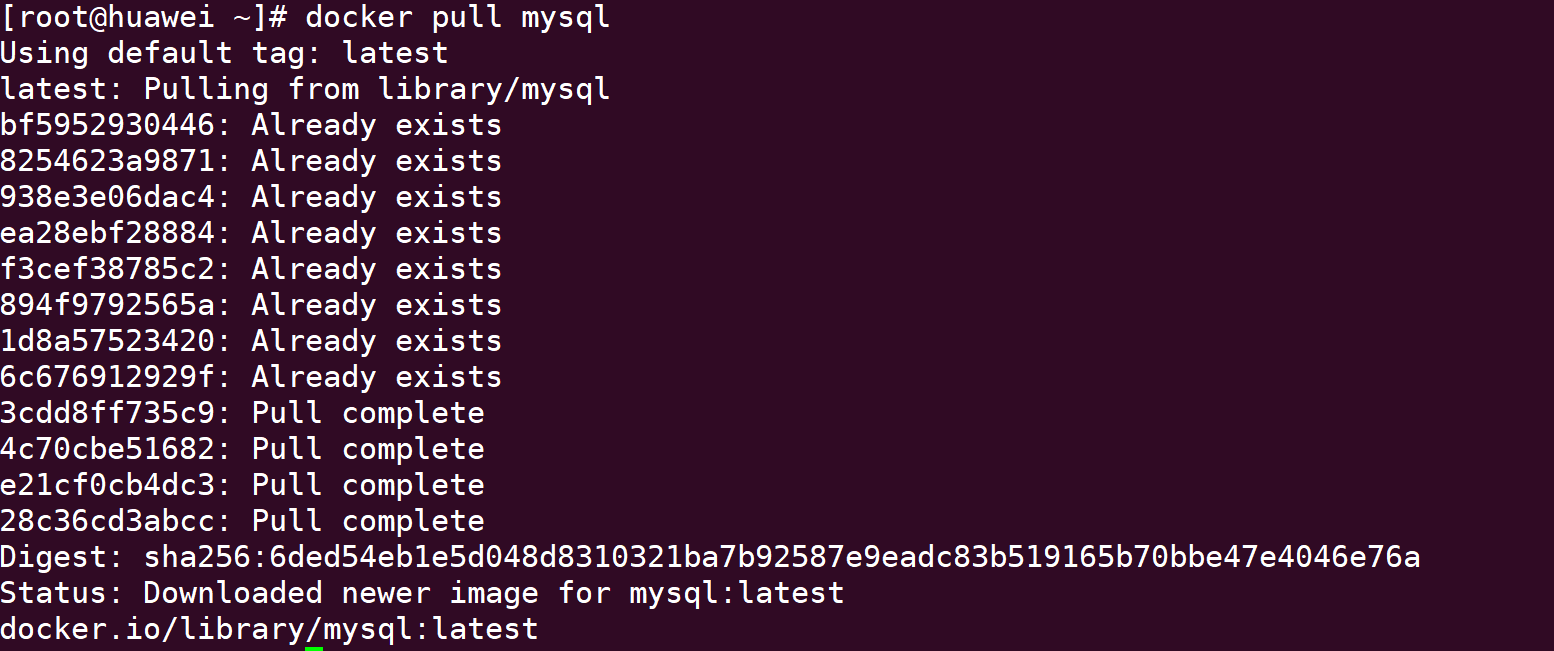 [root@huawei ~]# docker pull mysql
Using default tag: latest
latest: Pulling from library/mysql
bf5952930446: Already exists
8254623a9871: Already exists
938e3e06dac4: Already exists
ea28ebf28884: Already exists
f3cef38785c2: Already exists
894f9792565a: Already exists
1d8a57523420: Already exists
6c676912929f: Already exists
3cdd8ff735c9: Pull complete
4c70cbe51682: Pull complete
e21cf0cb4dc3: Pull complete
28c36cd3abcc: Pull complete
Digest: sha256:6ded54eb1e5d048d8310321ba7b92587e9eadc83b519165b70bbe47e4046e76a
Status: Downloaded newer image for mysql:latest
docker.io/library/mysql:latest